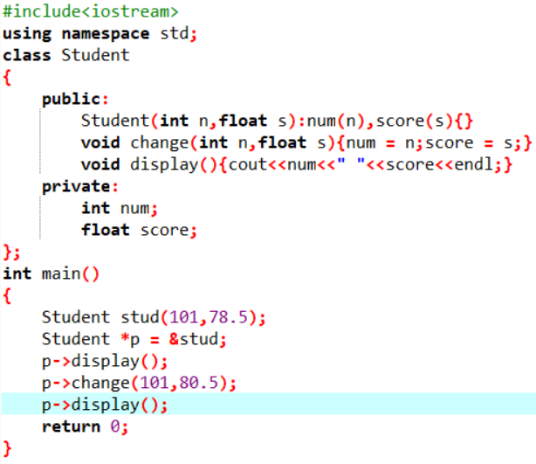 #include<iostream>
using namespace std;
class Student
{
public:
Student(int n,float s):num(n),score(s){}
void change(int n,float s){num = n;score = s;}
void display(){cout<<num<<" "<<score<<endl;}
private:
int num;
float score;
};
int main()
{
Student stud(101,78.5);
Student *p = &stud;
p->display();
p->change(101,80.5);
p->display();
return 0;
}